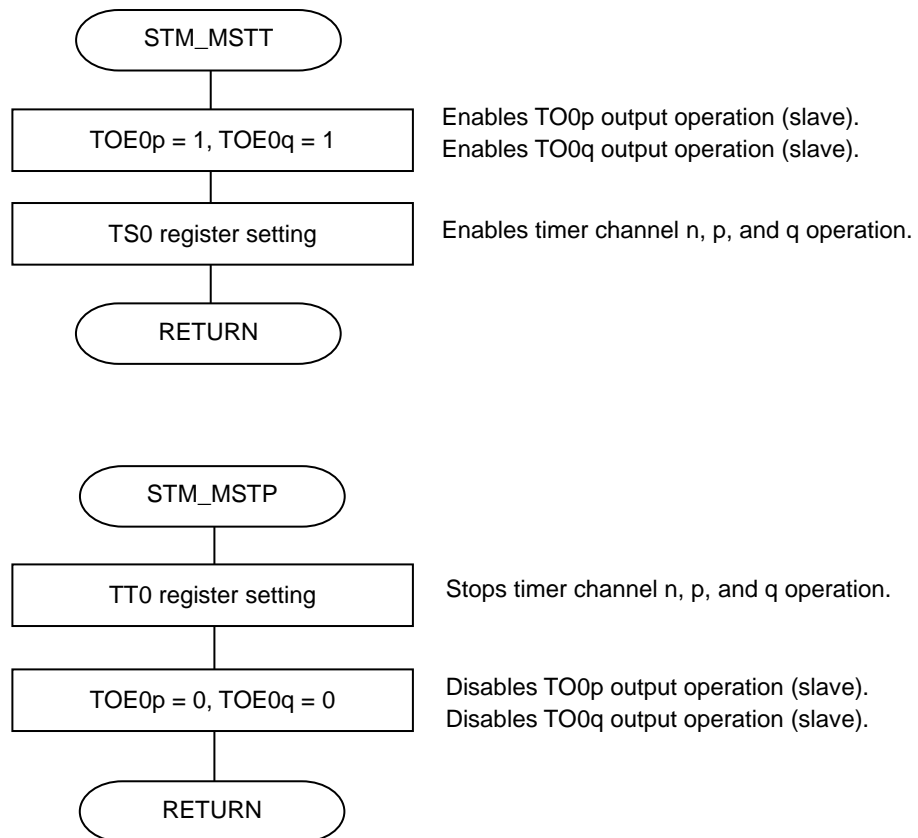 STM_MSTT
TOE0p = 1, TOE0q = 1
Enables TO0p output operation (slave).
Enables TO0q output operation (slave).
TS0 register setting
Enables timer channel n, p, and q operation.
RETURN
STM_MSTP
TT0 register setting
Stops timer channel n, p, and q operation.
TOE0p = 0, TOE0q = 0
Disables TO0p output operation (slave).
Disables TO0q output operation (slave).
RETURN